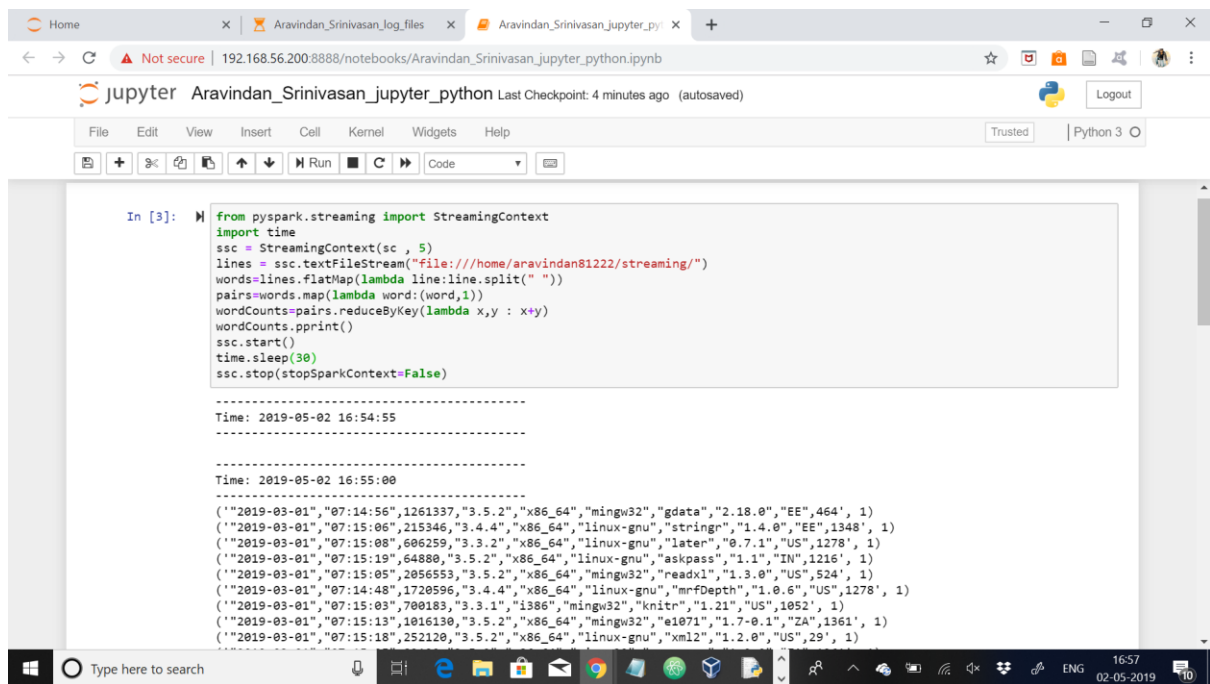 Home
Aravindan_Srinivasan_log_files
Aravindan_Srinivasan_jupyter_pyt
Not secure | 192.168.56.200:8888/notebooks/Aravindan_Srinivasan_jupyter_python.ipynb
jupyter Aravindan_Srinivasan_jupyter_python Last Checkpoint: 4 minutes ago (autosaved)
Logout
File Edit View Insert Cell Kernel Widgets Help
Trusted
Python 3
Run
Code
In [3]:
from pyspark.streaming import StreamingContext
import time
ssc = StreamingContext(sc , 5)
lines = ssc.textFileStream("file:///home/aravindan81222/streaming/")
words=lines.flatMap(lambda line:line.split(" "))
pairs=words.map(lambda word:(word,1))
wordCounts=pairs.reduceByKey(lambda x,y : x+y)
wordCounts.pprint()
ssc.start()
time.sleep(30)
ssc.stop(stopSparkContext=False)
-------------------------------------------
Time: 2019-05-02 16:54:55
-------------------------------------------
-------------------------------------------
Time: 2019-05-02 16:55:00
-------------------------------------------
('"2019-03-01","07:14:56",1261337,"3.5.2","x86_64","mingw32","gdata","2.18.0","EE",464', 1)
('"2019-03-01","07:15:06",215346,"3.4.4","x86_64","linux-gnu","stringr","1.4.0","EE",1348', 1)
('"2019-03-01","07:15:08",606259,"3.3.2","x86_64","linux-gnu","later","0.7.1","US",1278', 1)
('"2019-03-01","07:15:19",64880,"3.5.2","x86_64","linux-gnu","askpass","1.1","IN",1216', 1)
('"2019-03-01","07:15:05",2056553,"3.5.2","x86_64","mingw32","readxl","1.3.0","US",524', 1)
('"2019-03-01","07:14:48",1720596,"3.4.4","x86_64","linux-gnu","mrfDepth","1.0.6","US",1278', 1)
('"2019-03-01","07:15:03",700183,"3.3.1","i386","mingw32","knitr","1.21","US",1052', 1)
('"2019-03-01","07:15:13",1016130,"3.5.2","x86_64","mingw32","e1071","1.7-0.1","ZA",1361', 1)
('"2019-03-01","07:15:18",252120,"3.5.2","x86_64","linux-gnu","xml2","1.2.0","US",29', 1)
Type here to search
ENG
16:57
02-05-2019
10